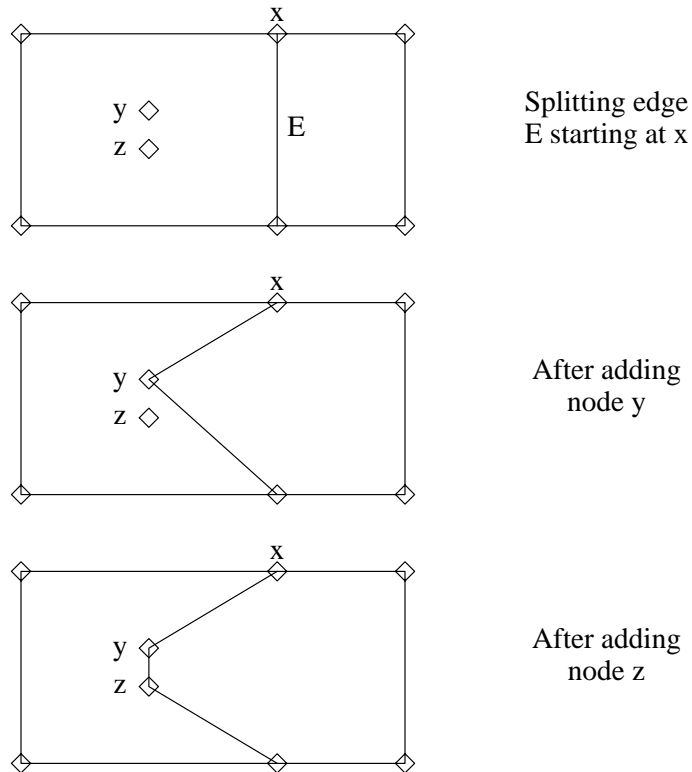 x
y
z
E
Splitting edge
E starting at x
x
y
z
After adding
node y
x
y
z
After adding
node z